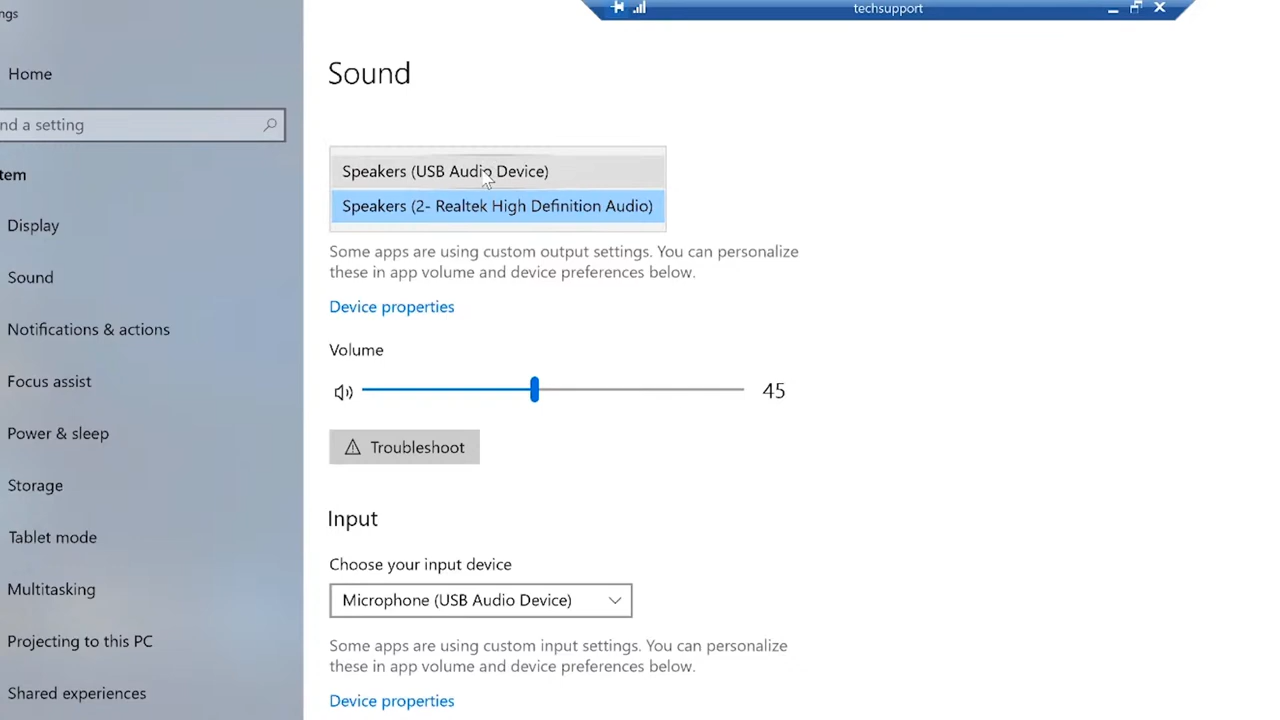 ngs
techsupport
Home
nd a setting
tem
Display
Sound
Notifications & actions
Focus assist
Power & sleep
Storage
Tablet mode
Multitasking
Projecting to this PC
Shared experiences
Sound
Speakers (USB Audio Device)
Speakers (2- Realtek High Definition Audio)
Some apps are using custom output settings. You can personalize
these in app volume and device preferences below.
Device properties
Volume
45
Troubleshoot
Input
Choose your input device
Microphone (USB Audio Device)
Some apps are using custom input settings. You can personalize
these in app volume and device preferences below.
Device properties